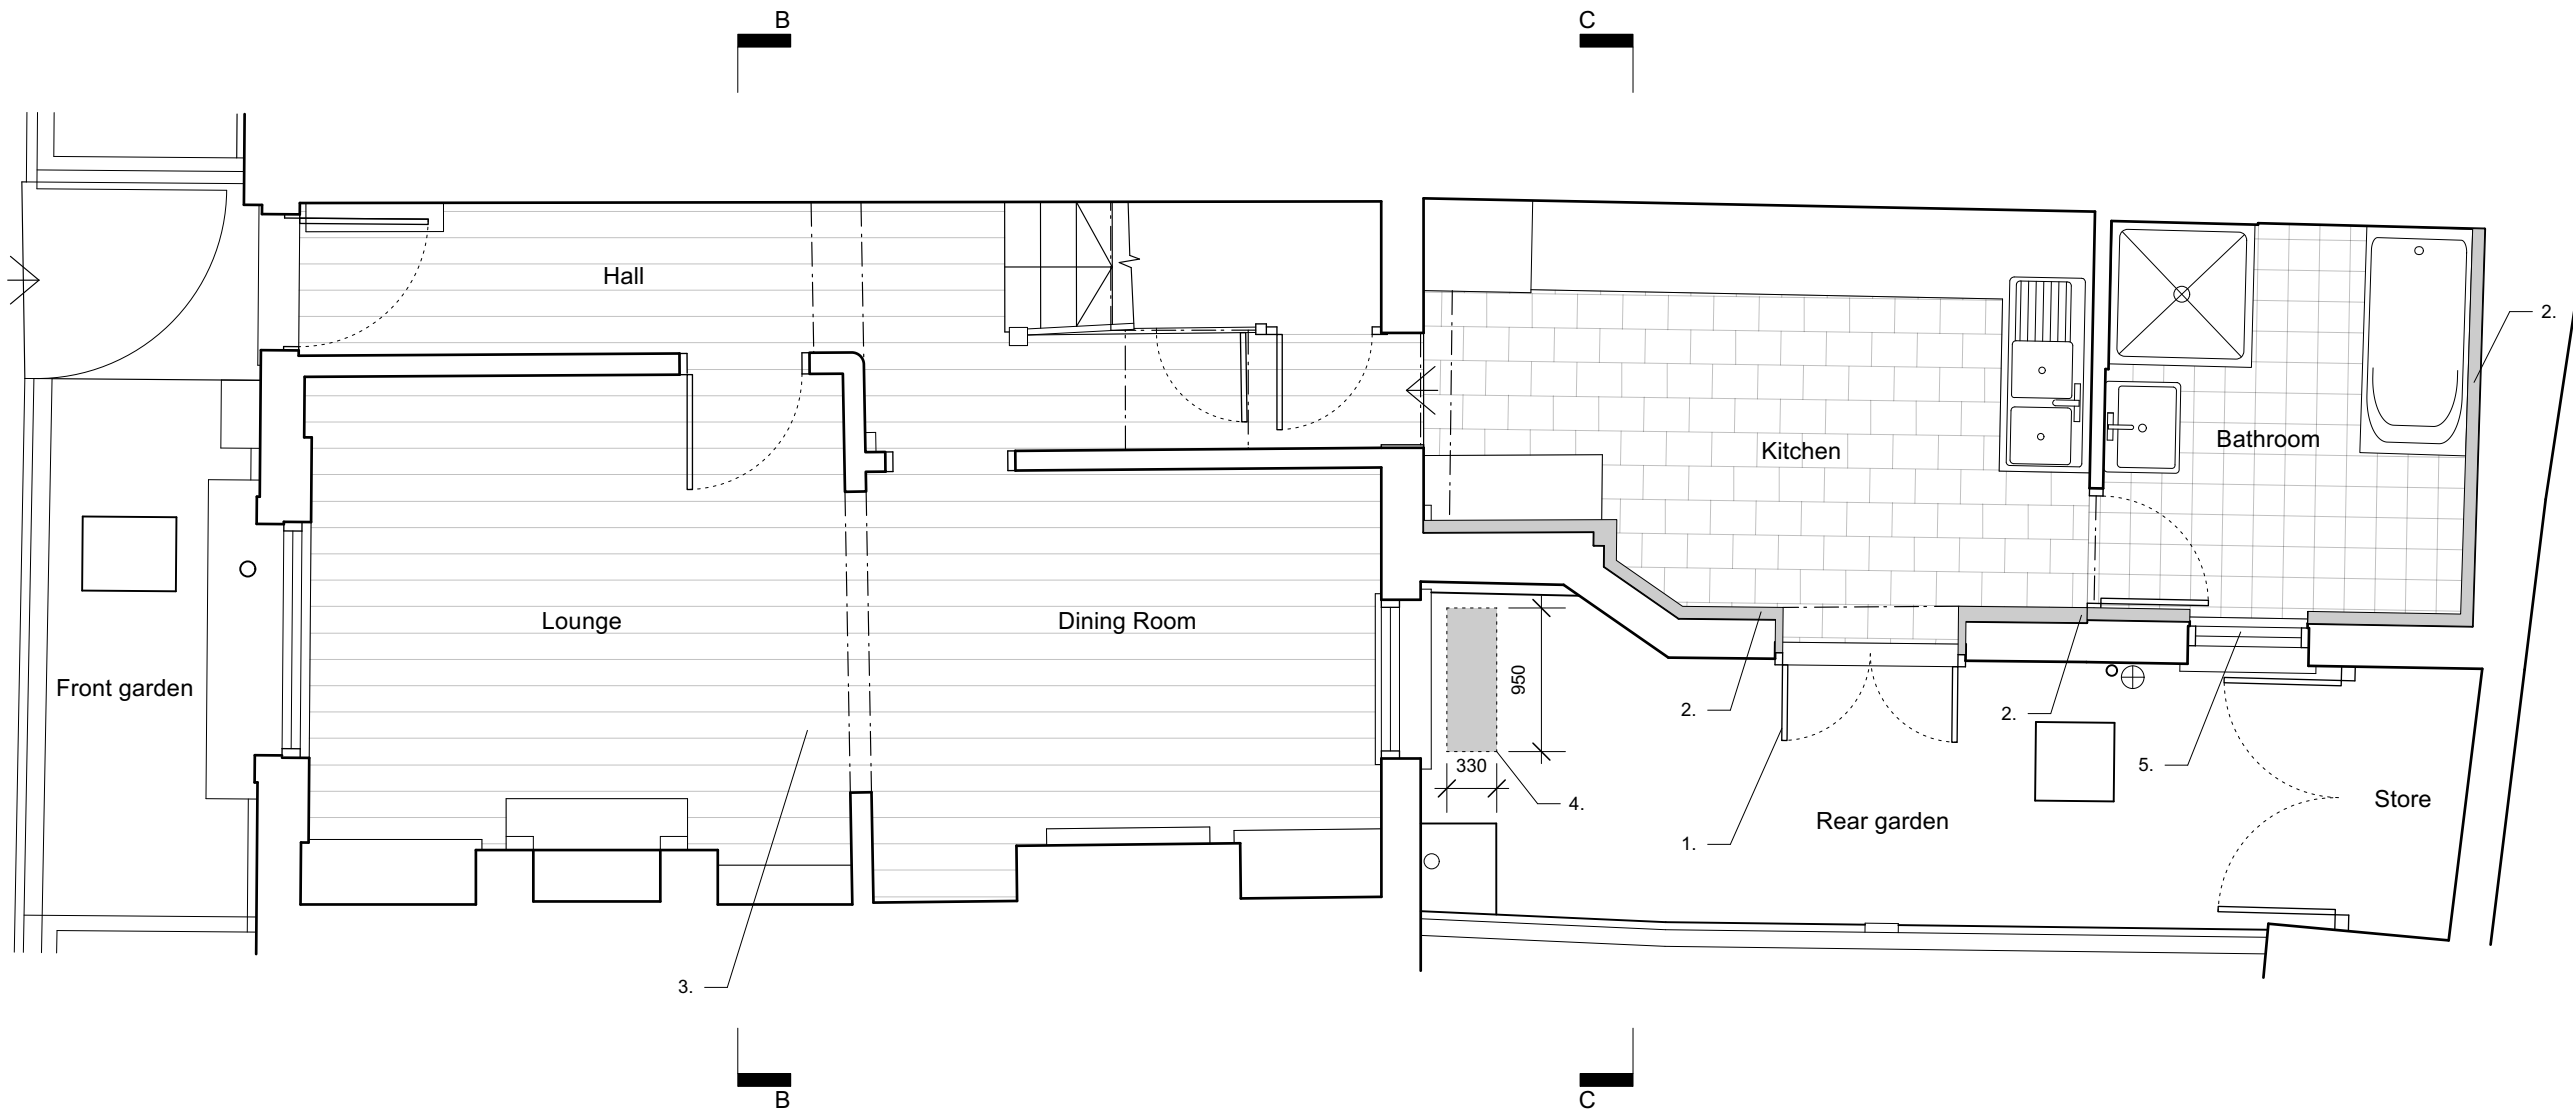 B
C
Hall
2.
Kitchen
Bathroom
Lounge
Dining Room
Front garden
950
2.
2.
330
5.
4.
Store
Rear garden
1.
3.
B
C